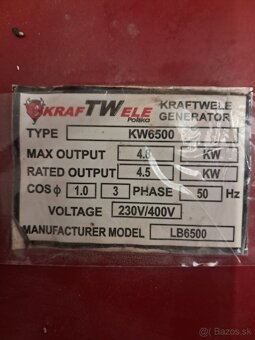 KRAFTWELE
Polska
KRAFTWELE
GENERATOR
TYPE KW6500
MAX OUTPUT 4.8 KW
RATED OUTPUT 4.5 KW
COS ϕ 1.0 3 PHASE 50 Hz
VOLTAGE 230V/400V
MANUFACTURER MODEL LB6500
bazos.sk